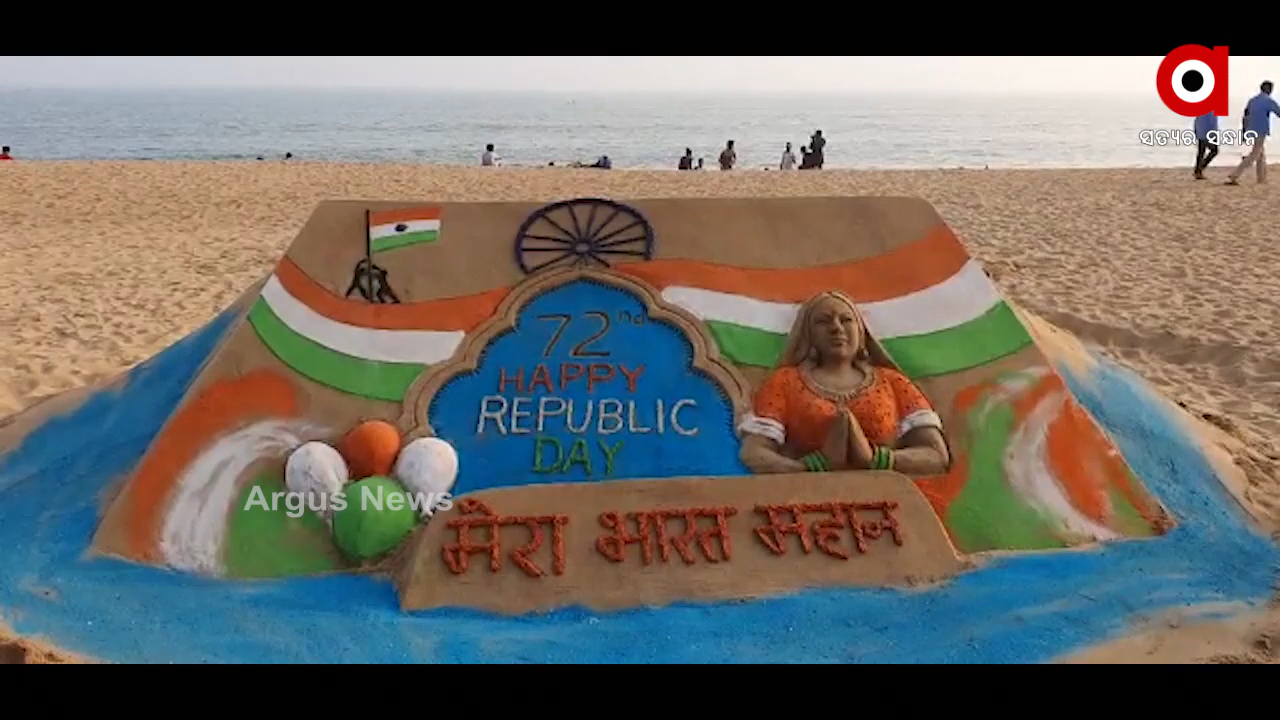 ସତ୍ୟର ସନ୍ଧାନ
72nd
HAPPY
REPUBLIC
DAY
Argus News
मेरा भारत महान